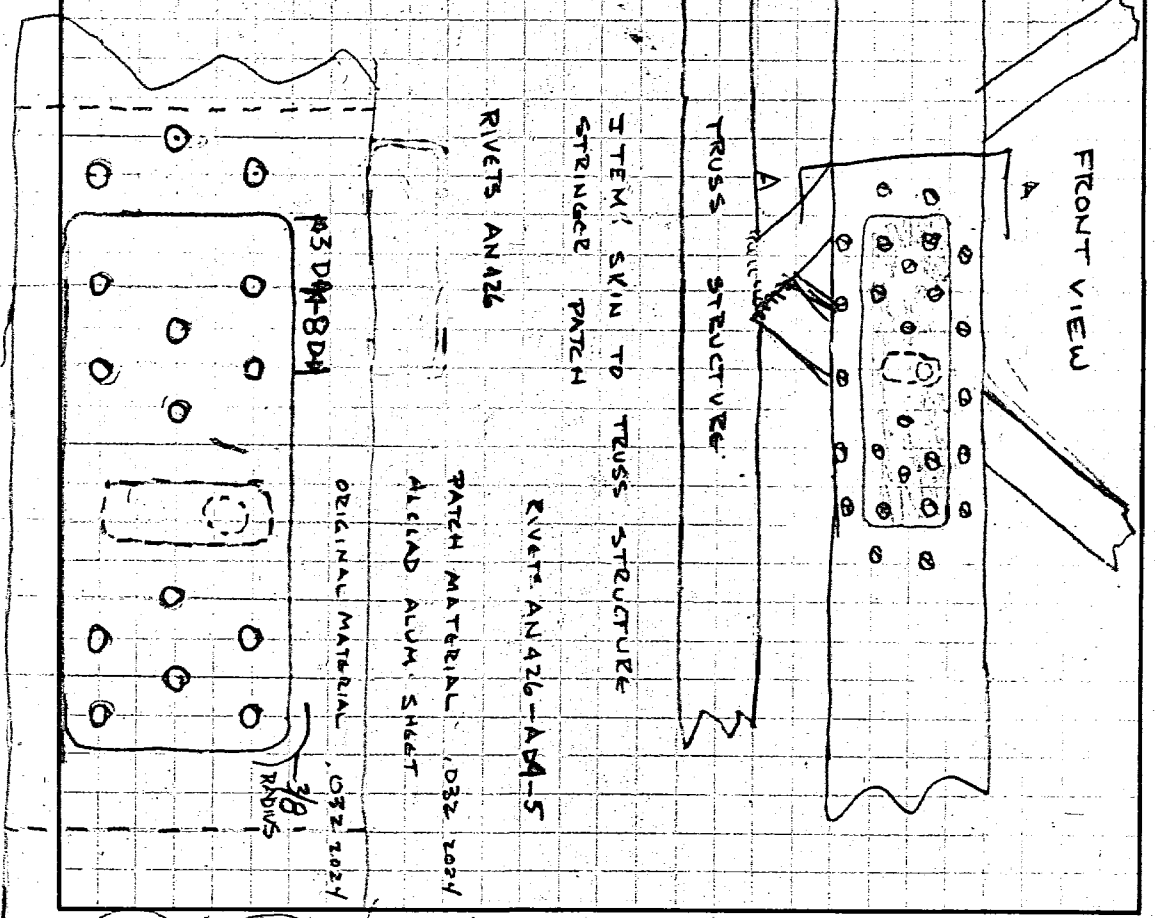 FRONT VIEW
A
A
TRUSS STRUCTURE
ITEM: SKIN TO TRUSS STRUCTURE
STRINGER PATCH
RIVETS AN426-AD4-5
RIVETS AN426
PATCH MATERIAL .032 2024
ALCLAD ALUM. SHEET
ORIGINAL MATERIAL .032 2024
3/8
RADIUS